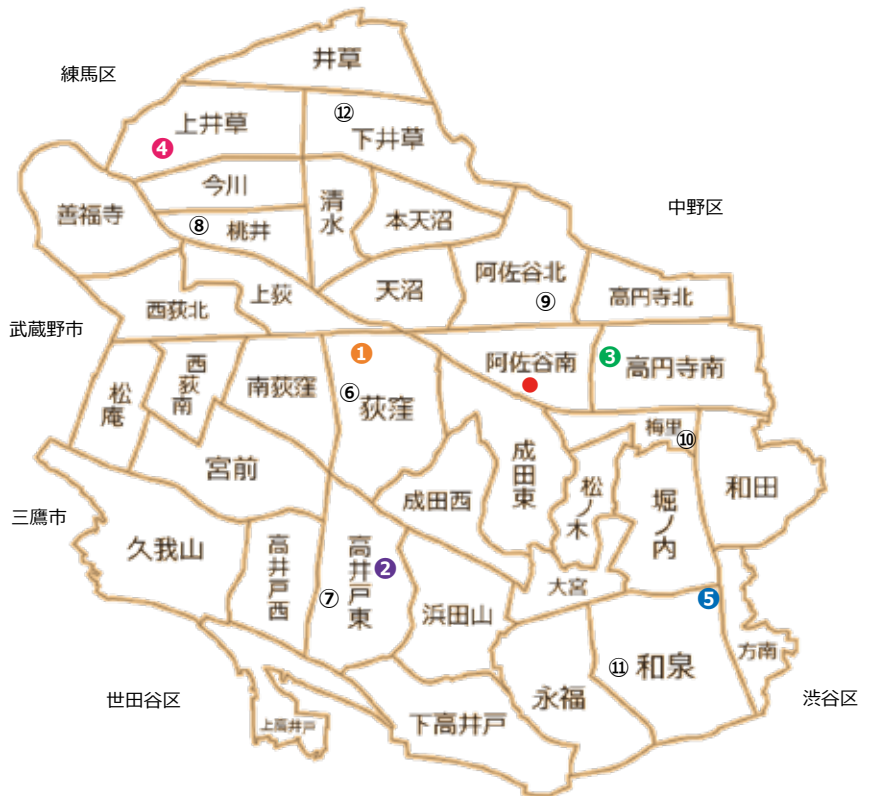 井草
練馬区
⑫
上井草
下井草
❹
今川
清水
中野区
善福寺
⑧
桃井
本天沼
阿佐谷北
天沼
上荻
高円寺北
⑨
西荻北
武蔵野市
❶
❸
阿佐谷南
高円寺南
西荻南
南荻窪
⑥
荻窪
松庵
梅里
⑩
宮前
成田東
成田西
松ノ木
堀ノ内
和田
三鷹市
久我山
高井戸西
高井戸東
❷
大宮
⑦
浜田山
❺
方南
⑪
和泉
世田谷区
永福
渋谷区
上高井戸
下高井戸